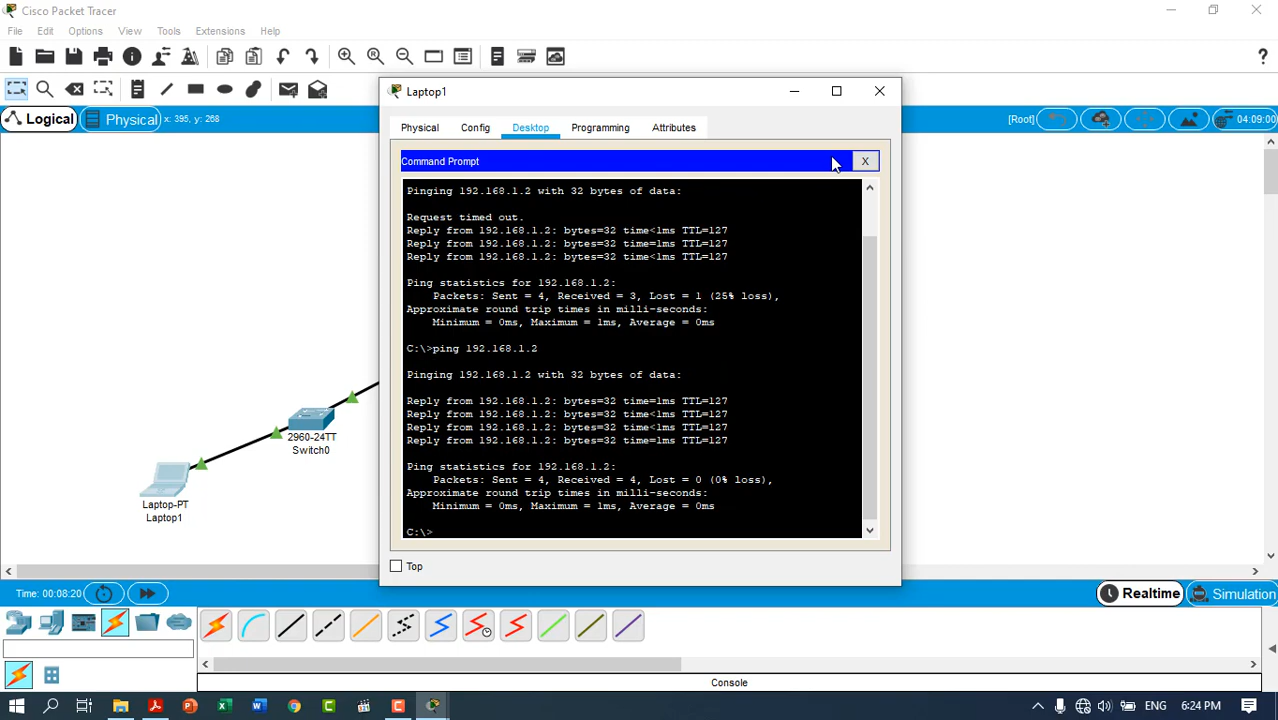 Cisco Packet Tracer
File Edit Options View Tools Extensions Help
?
Logical
Physical
x: 395, y: 268
[Root]
04:09:00
Laptop1
Physical Config Desktop Programming Attributes
Command Prompt
X
Pinging 192.168.1.2 with 32 bytes of data:
Request timed out.
Reply from 192.168.1.2: bytes=32 time<1ms TTL=127
Reply from 192.168.1.2: bytes=32 time=1ms TTL=127
Reply from 192.168.1.2: bytes=32 time<1ms TTL=127
Ping statistics for 192.168.1.2:
Packets: Sent = 4, Received = 3, Lost = 1 (25% loss),
Approximate round trip times in milli-seconds:
Minimum = 0ms, Maximum = 1ms, Average = 0ms
C:\>ping 192.168.1.2
Pinging 192.168.1.2 with 32 bytes of data:
Reply from 192.168.1.2: bytes=32 time=1ms TTL=127
Reply from 192.168.1.2: bytes=32 time<1ms TTL=127
Reply from 192.168.1.2: bytes=32 time<1ms TTL=127
Reply from 192.168.1.2: bytes=32 time=1ms TTL=127
Ping statistics for 192.168.1.2:
Packets: Sent = 4, Received = 4, Lost = 0 (0% loss),
Approximate round trip times in milli-seconds:
Minimum = 0ms, Maximum = 1ms, Average = 0ms
C:\>
Top
2960-24TT
Switch0
Laptop-PT
Laptop1
Time: 00:08:20
Realtime
Simulation
Console
ENG
6:24 PM